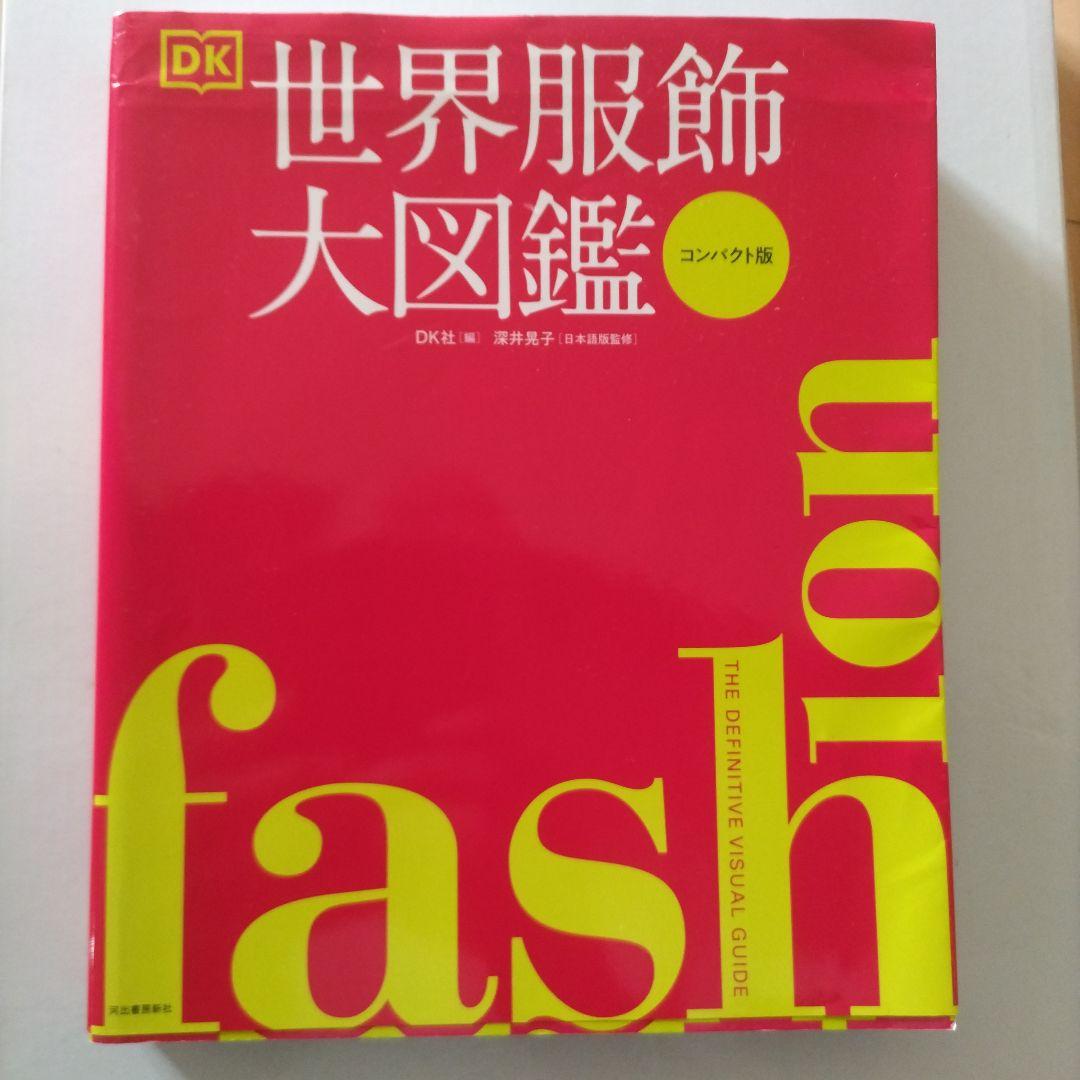 DK
世界服飾
大図鑑
コンパクト版
DK社［編］ 深井晃子［日本語版監修］
fashion
THE DEFINITIVE VISUAL GUIDE
河出書房新社